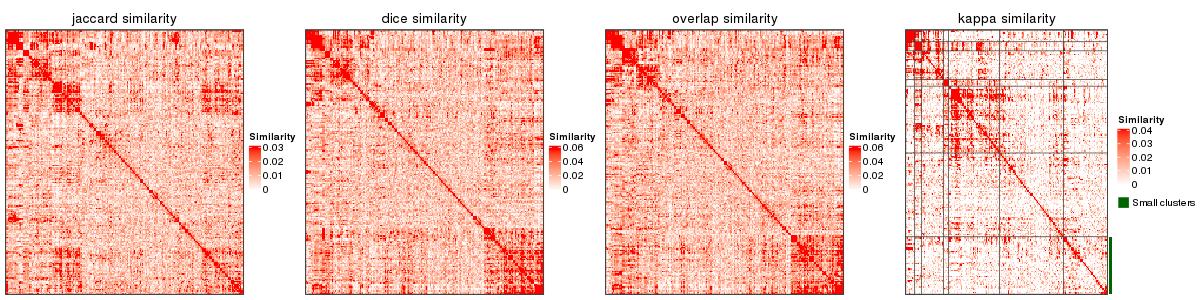 jaccard similarity
Similarity
0.03
0.02
0.01
0
dice similarity
Similarity
0.06
0.04
0.02
0
overlap similarity
Similarity
0.06
0.04
0.02
0
kappa similarity
Similarity
0.04
0.03
0.02
0.01
0
Small clusters